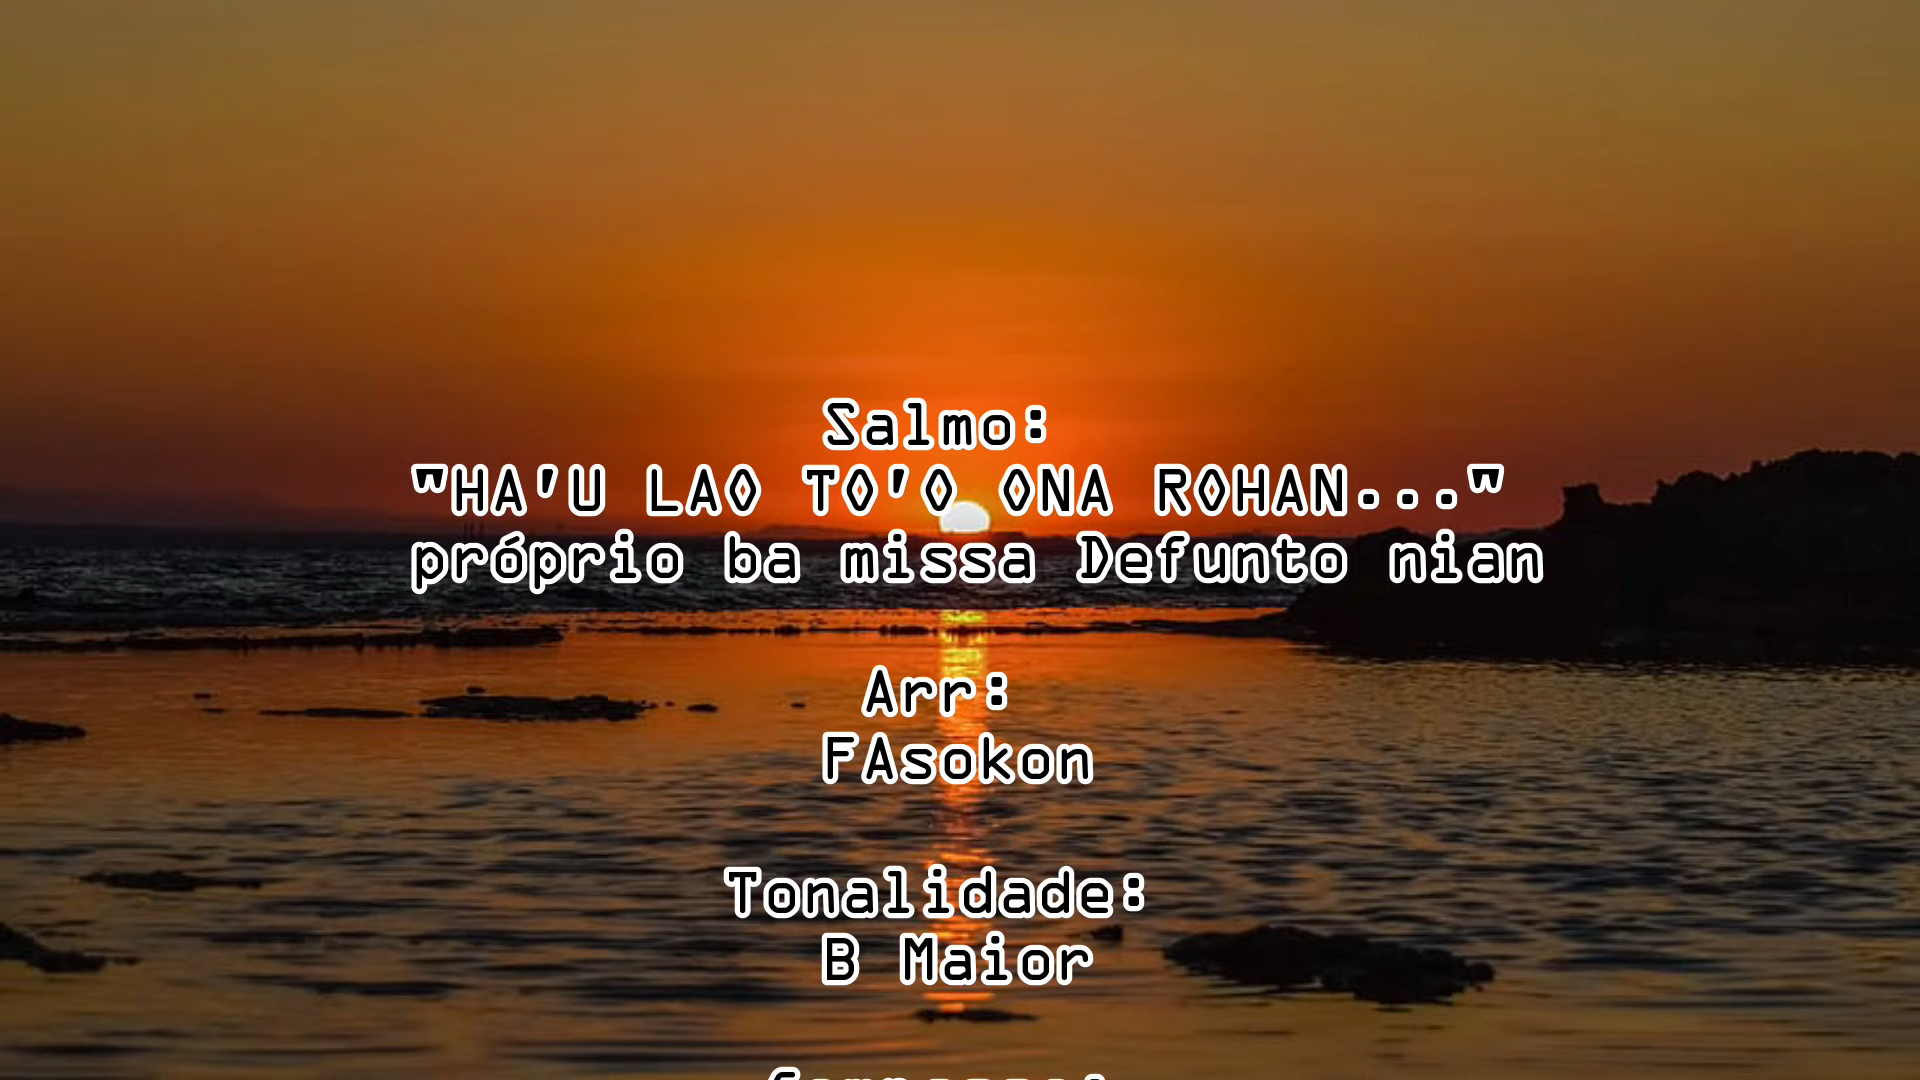 Salmo:
"HA'U LAO TO'O ONA ROHAN..."
próprio ba missa Defunto nian
Arr:
FAsokon
Tonalidade:
B Maior